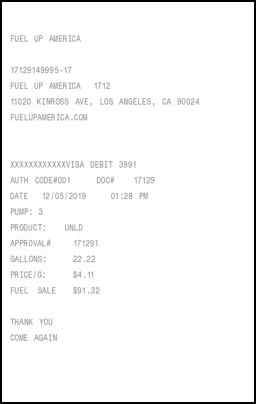 FUEL UP AMERICA
17129149995-17
FUEL UP AMERICA 1712
11020 KINROSS AVE, LOS ANGELES, CA 90024
FUELUPAMERICA.COM
XXXXXXXXXXXXVISA DEBIT 3991
AUTH CODE#001 DOC# 17129
DATE 12/05/2019 01:28 PM
PUMP: 3
PRODUCT: UNLD
APPROVAL# 171291
GALLONS: 22.22
PRICE/G: $4.11
FUEL SALE $91.32
THANK YOU
COME AGAIN